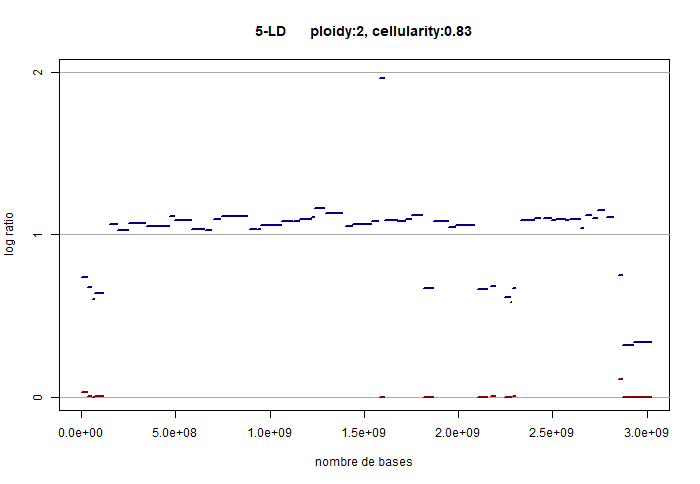 5-LD ploidy:2, cellularity:0.83
2
1
0
log ratio
0.0e+00 5.0e+08 1.0e+09 1.5e+09 2.0e+09 2.5e+09 3.0e+09
nombre de bases